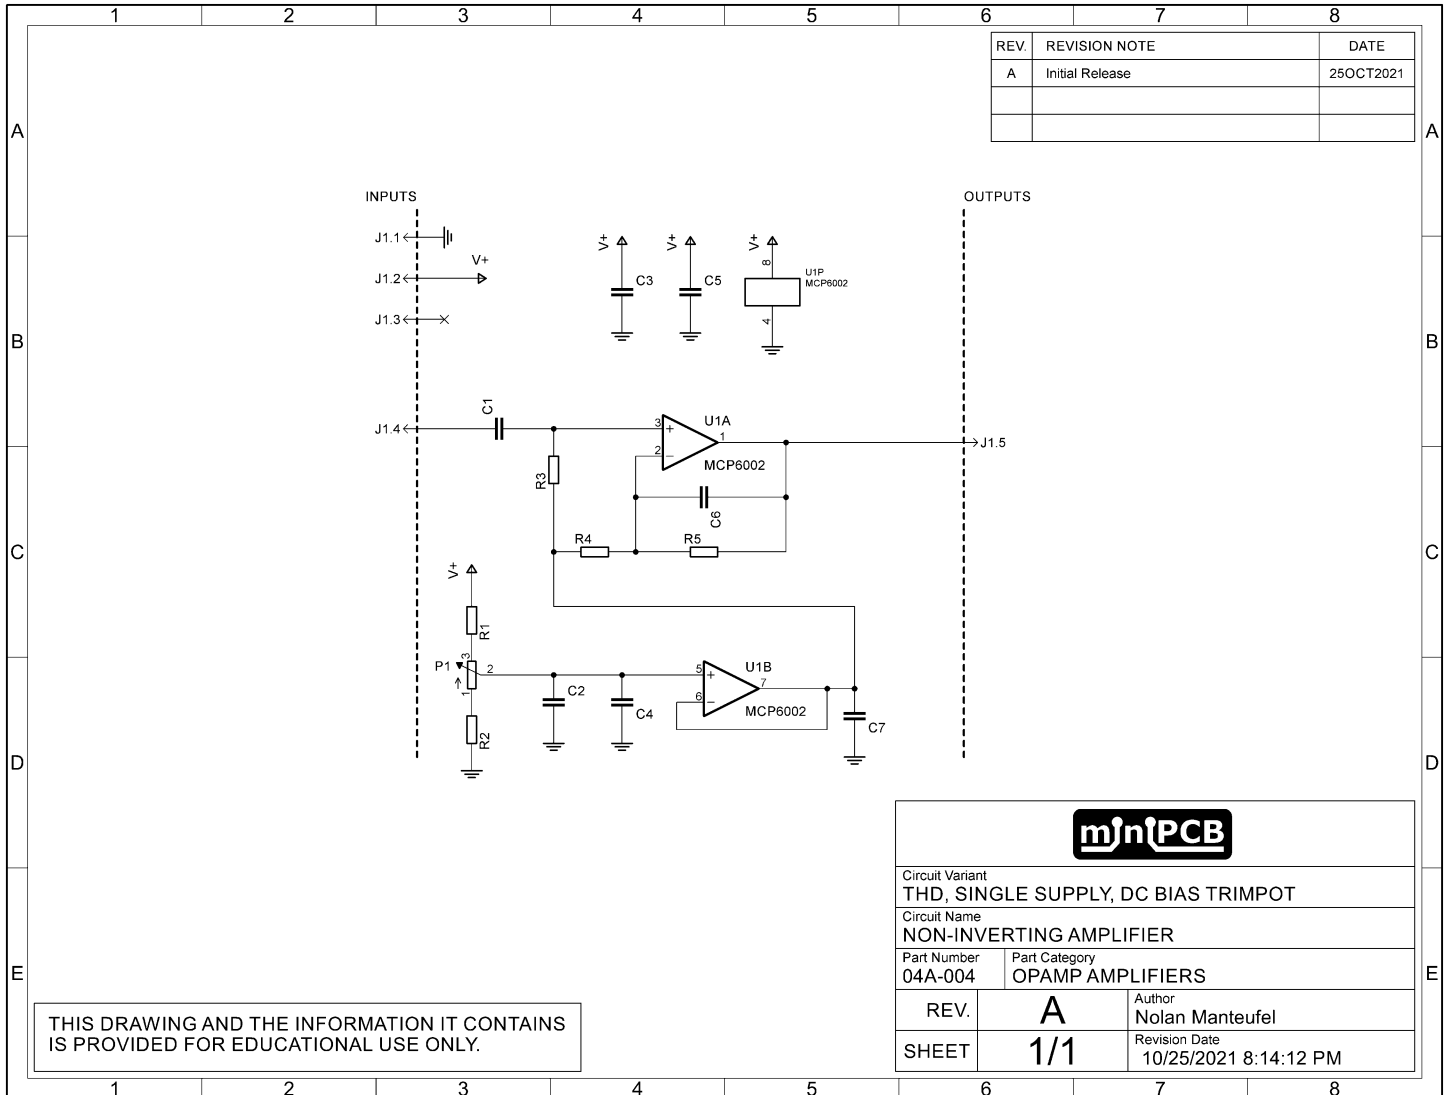 1 2 3 4 5 6 7 8
REV. REVISION NOTE DATE
A Initial Release 25OCT2021
A A
INPUTS OUTPUTS
J1.1
V+
J1.2
J1.3
V+ V+ V+
C3 C5
8
U1P
MCP6002
4
B B
C1
J1.4
3 + U1A
1
2 −
MCP6002
J1.5
R3
C6
R4 R5
C C
V+
R1
3
P1 2
1
R2
C2
C4
5 + U1B
7
6 −
MCP6002
C7
D D
miniPCB
Circuit Variant
THD, SINGLE SUPPLY, DC BIAS TRIMPOT
Circuit Name
NON-INVERTING AMPLIFIER
Part Number Part Category
04A-004 OPAMP AMPLIFIERS
E E
REV. A Author
Nolan Manteufel
SHEET 1/1 Revision Date
10/25/2021 8:14:12 PM
THIS DRAWING AND THE INFORMATION IT CONTAINS
IS PROVIDED FOR EDUCATIONAL USE ONLY.
1 2 3 4 5 6 7 8